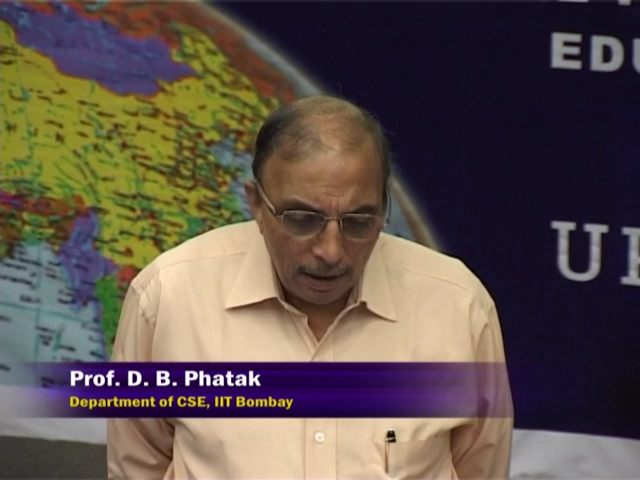 EDU
Prof. D. B. Phatak
Department of CSE, IIT Bombay